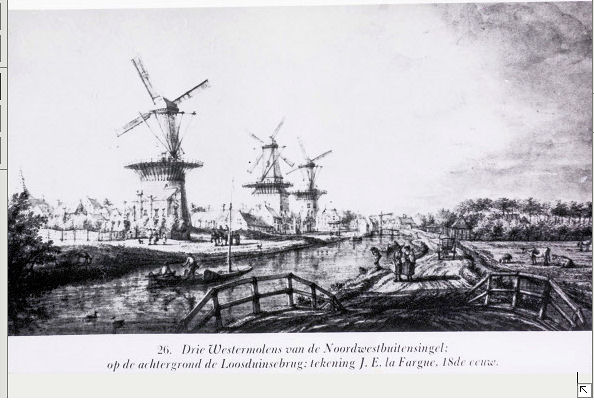 26. Drie Westermolens van de Noordwestbuitensingel;
op de achtergrond de Loosduinsebrug; tekening J. E. la Fargue, 18de eeuw.